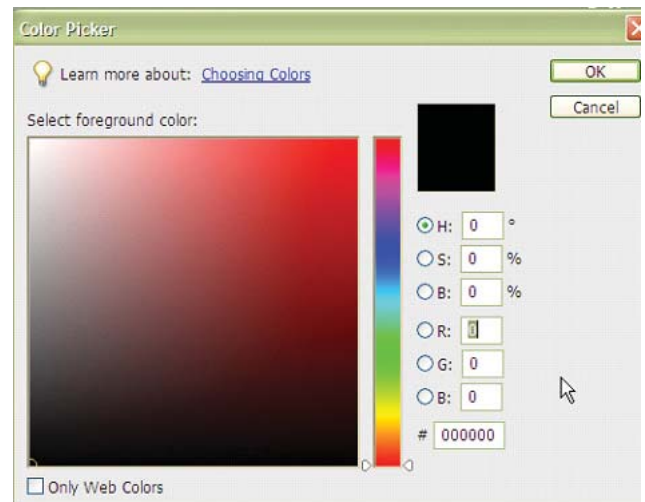 Color Picker
Learn more about: Choosing Colors
OK
Cancel
Select foreground color:
H: 0 °
S: 0 %
B: 0 %
R: 0
G: 0
B: 0
# 000000
Only Web Colors